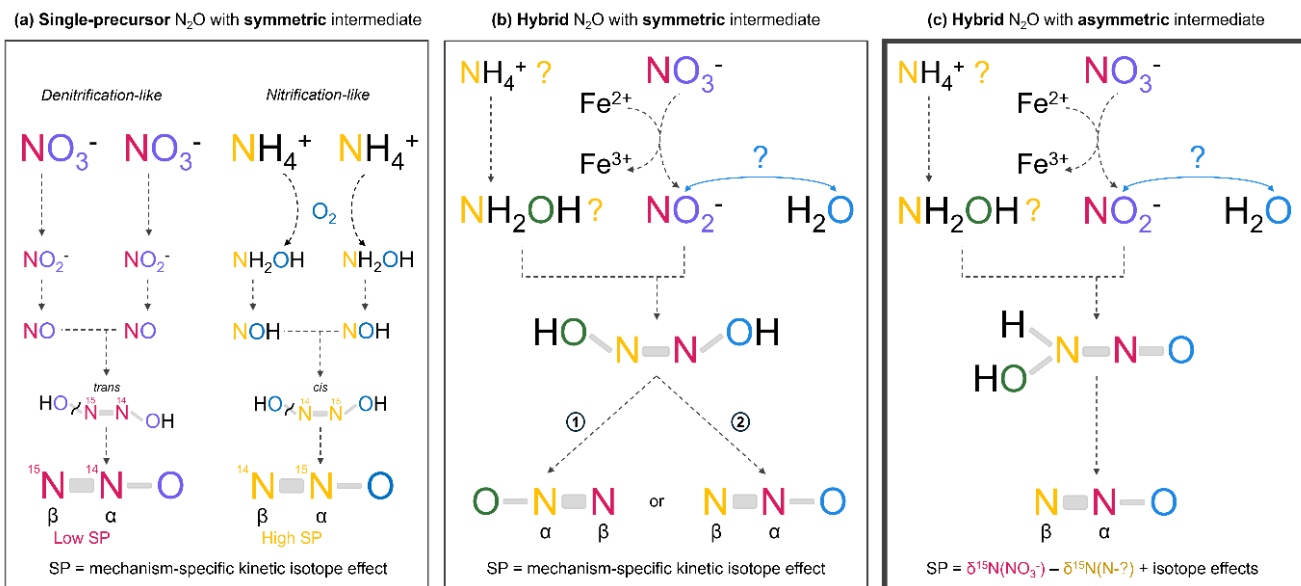 (a) Single-precursor N₂O with symmetric intermediate
Denitrification-like
Nitrification-like
NO₃⁻ NO₃⁻ NH₄⁺ NH₄⁺
O₂
NO₂⁻ NO₂⁻ NH₂OH NH₂OH
NO NO NOH NOH
trans cis
HO ¹⁵N ¹⁴N OH HO ¹⁴N ¹⁵N OH
¹⁵N ¹⁴N O ¹⁴N ¹⁵N O
β α β α
Low SP High SP
SP = mechanism-specific kinetic isotope effect
(b) Hybrid N₂O with symmetric intermediate
NH₄⁺ ? NO₃⁻
Fe²⁺
Fe³⁺
?
NH₂OH ? NO₂⁻ H₂O
HO N N OH
1 2
O N N or N N O
α β β α
SP = mechanism-specific kinetic isotope effect
(c) Hybrid N₂O with asymmetric intermediate
NH₄⁺ ? NO₃⁻
Fe²⁺
Fe³⁺
?
NH₂OH ? NO₂⁻ H₂O
H
N N O
HO
N N O
β α
SP = δ¹⁵N(NO₃⁻) – δ¹⁵N(N-?) + isotope effects